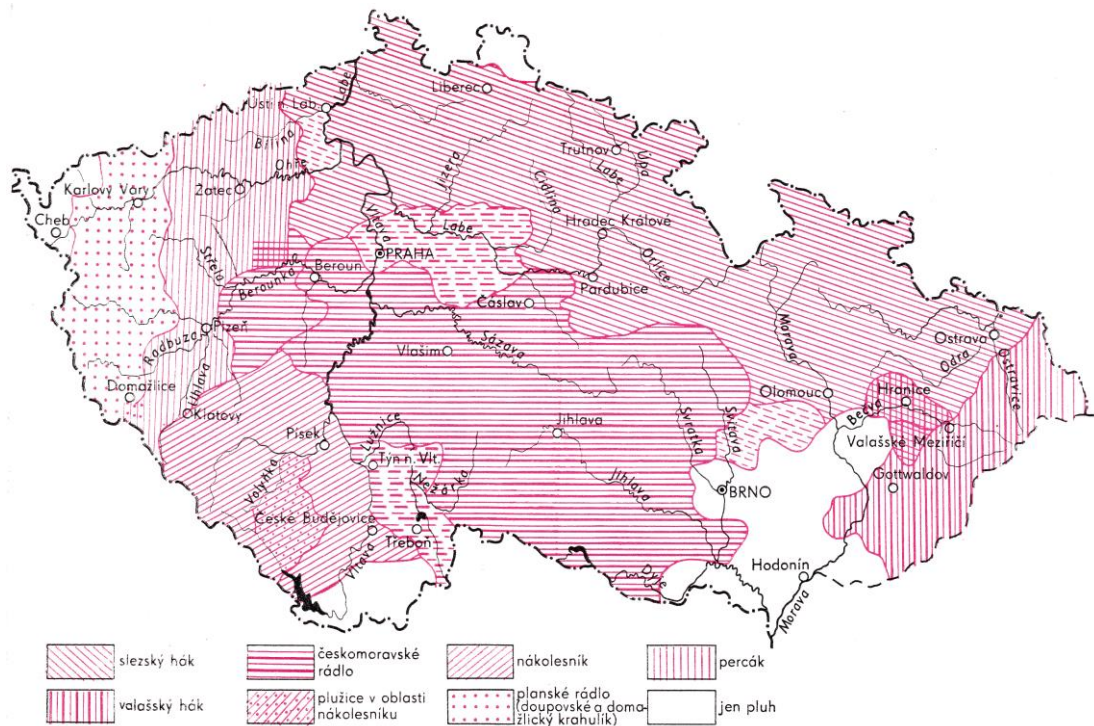 Liberec
Labe
Ústí n. Lab.
Bílina
Trutnov
Úpa
Labe
Ohře
Jizera
Cidlina
Karlovy Váry
Žatec
Cheb
Hradec Králové
Vltava
Labe
PRAHA
Orlice
Střela
Beroun
Berounka
Pardubice
Čáslav
Plzeň
Radbuza
Morava
Ostrava
Sázava
Vlašim
Odra
Ostravice
Domažlice
Úhlava
Olomouc
Hranice
Klatovy
Bečva
Lužnice
Jihlava
Svratka
Svitava
Písek
Valašské Meziříčí
Týn n. Vlt.
Gottwaldov
Volyňka
Nežárka
Jihlava
BRNO
České Budějovice
Třeboň
Vltava
Hodonín
Dyje
Morava
slezský hák
českomoravské
rádlo
nákolesník
percák
valašský hák
plužice v oblasti
nákolesníku
planské rádlo
(doupovské a doma-
žlický krahulík)
jen pluh